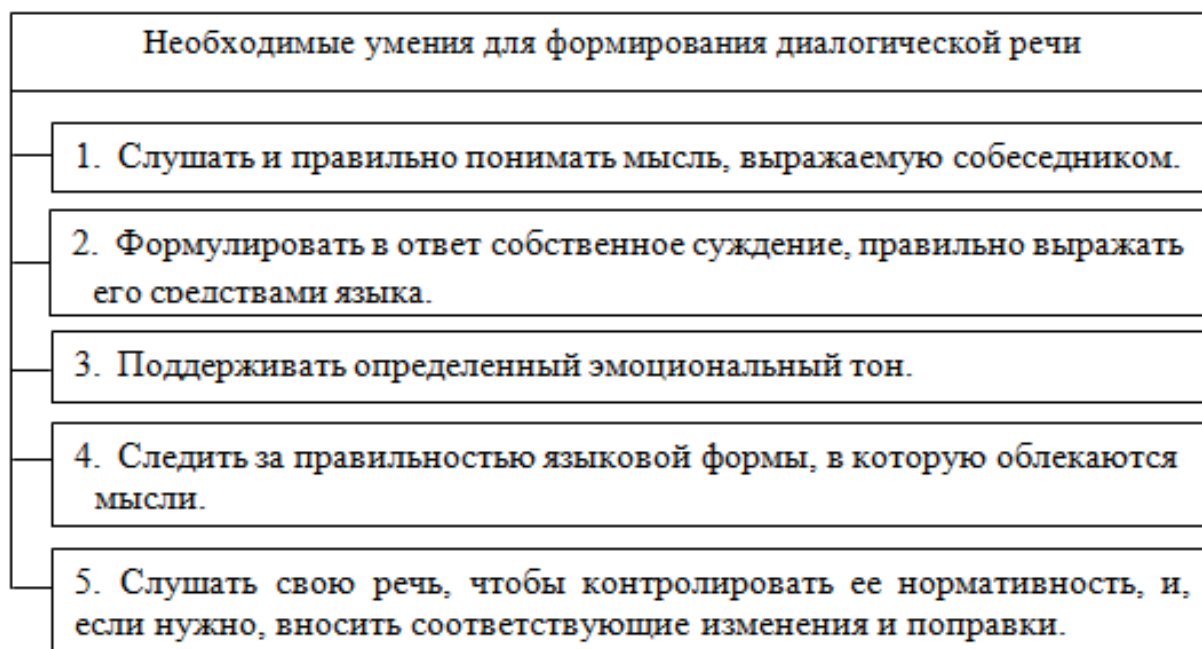 Необходимые умения для формирования диалогической речи
1. Слушать и правильно понимать мысль, выражаемую собеседником.
2. Формулировать в ответ собственное суждение, правильно выражать
его средствами языка.
3. Поддерживать определенный эмоциональный тон.
4. Следить за правильностью языковой формы, в которую облекаются
мысли.
5. Слушать свою речь, чтобы контролировать ее нормативность, и,
если нужно, вносить соответствующие изменения и поправки.